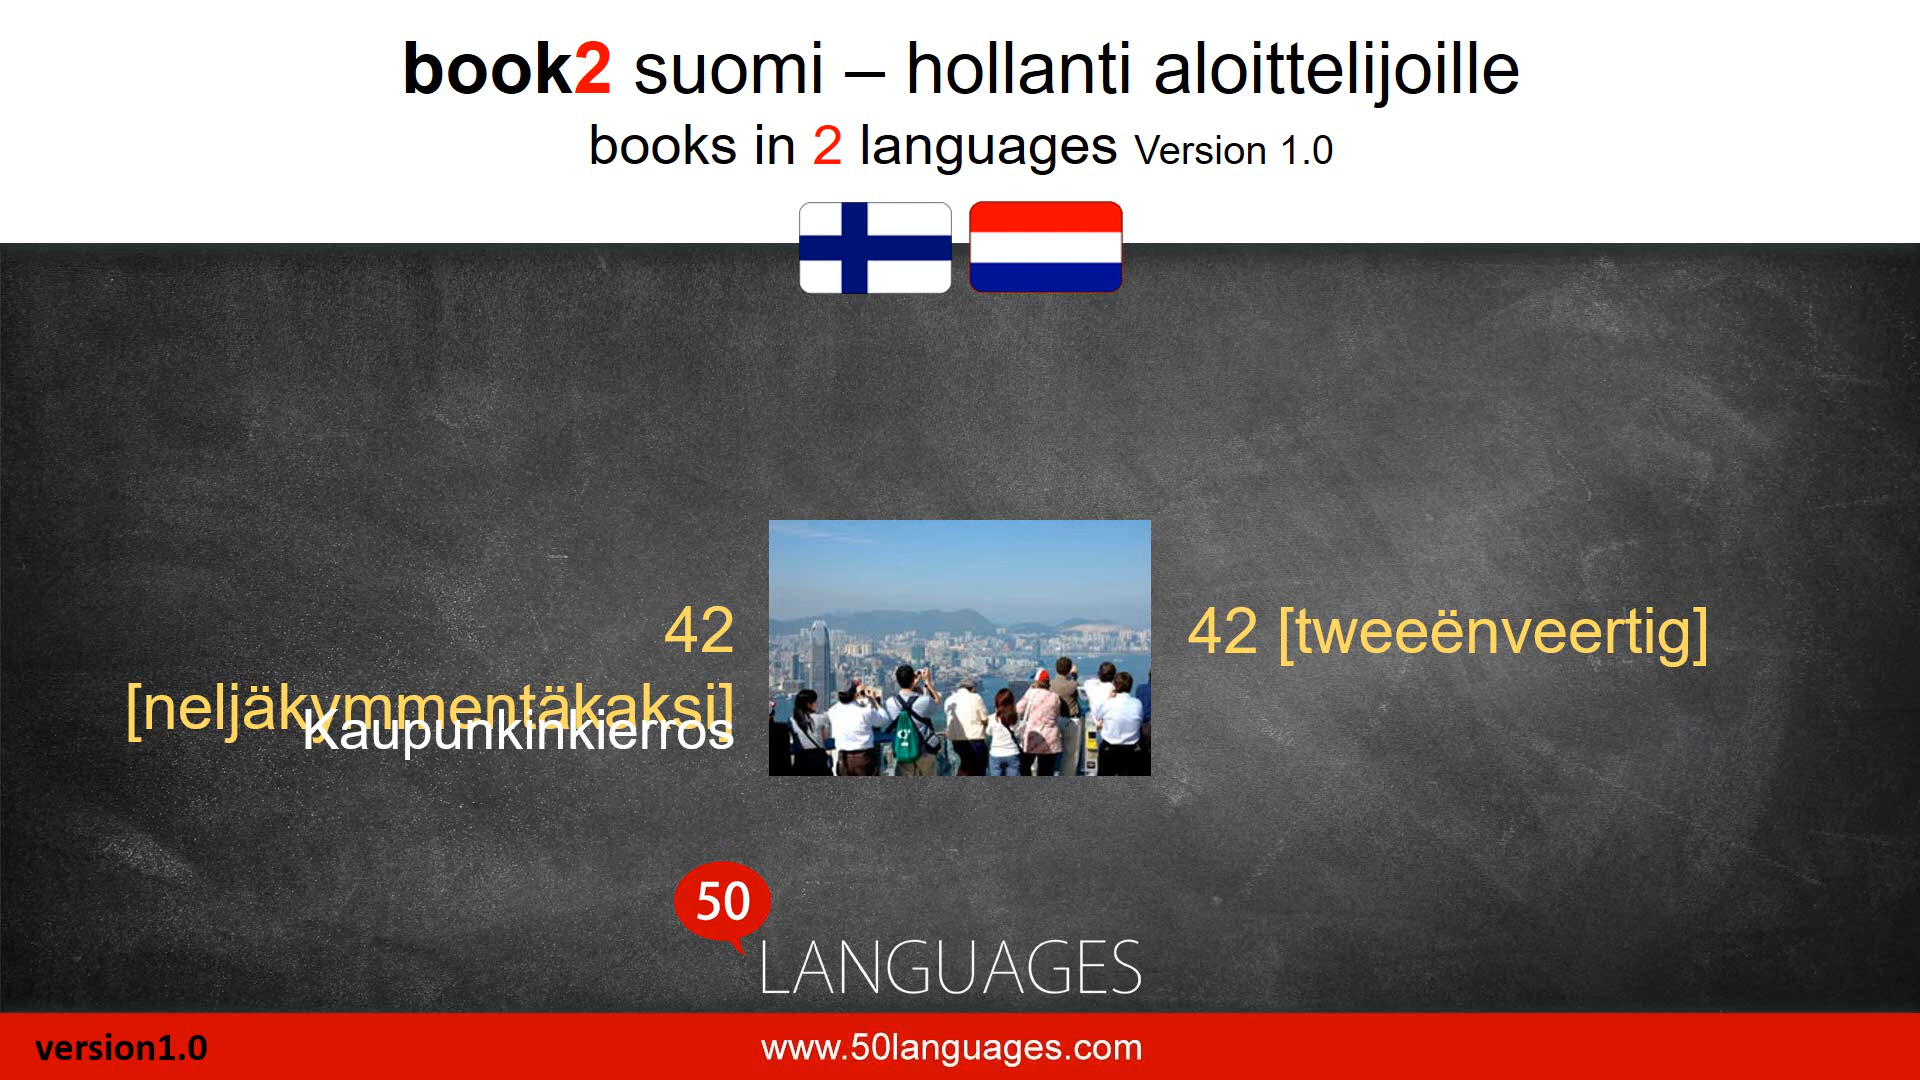 book2 suomi – hollanti aloittelijoille
books in 2 languages Version 1.0
42
[neljäkymmentäkaksi]
Kaupunkinkierros
42 [tweeënveertig]
50
LANGUAGES
version1.0
www.50languages.com